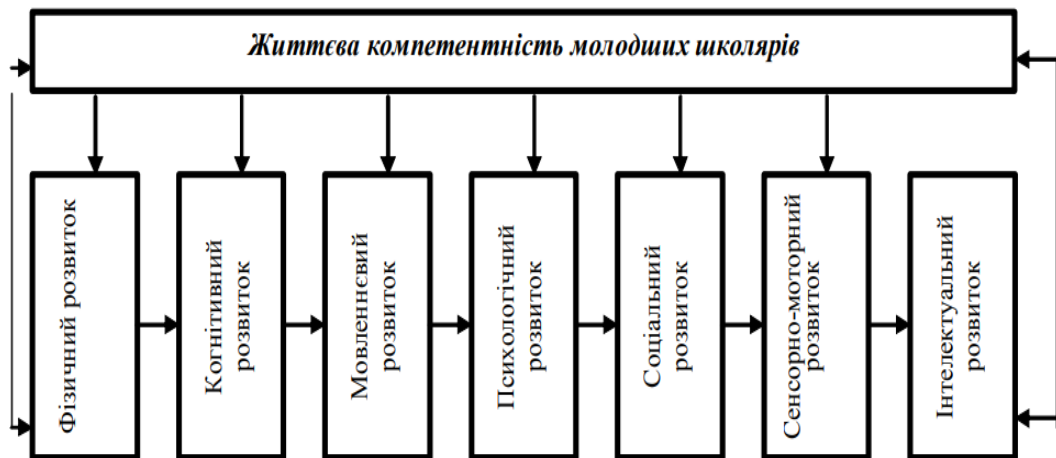 Життєва компетентність молодших школярів
Фізичний розвиток
Когнітивний
розвиток
Мовленнєвий
розвиток
Психологічний
розвиток
Соціальний
розвиток
Сенсорно-моторний
розвиток
Інтелектуальний
розвиток